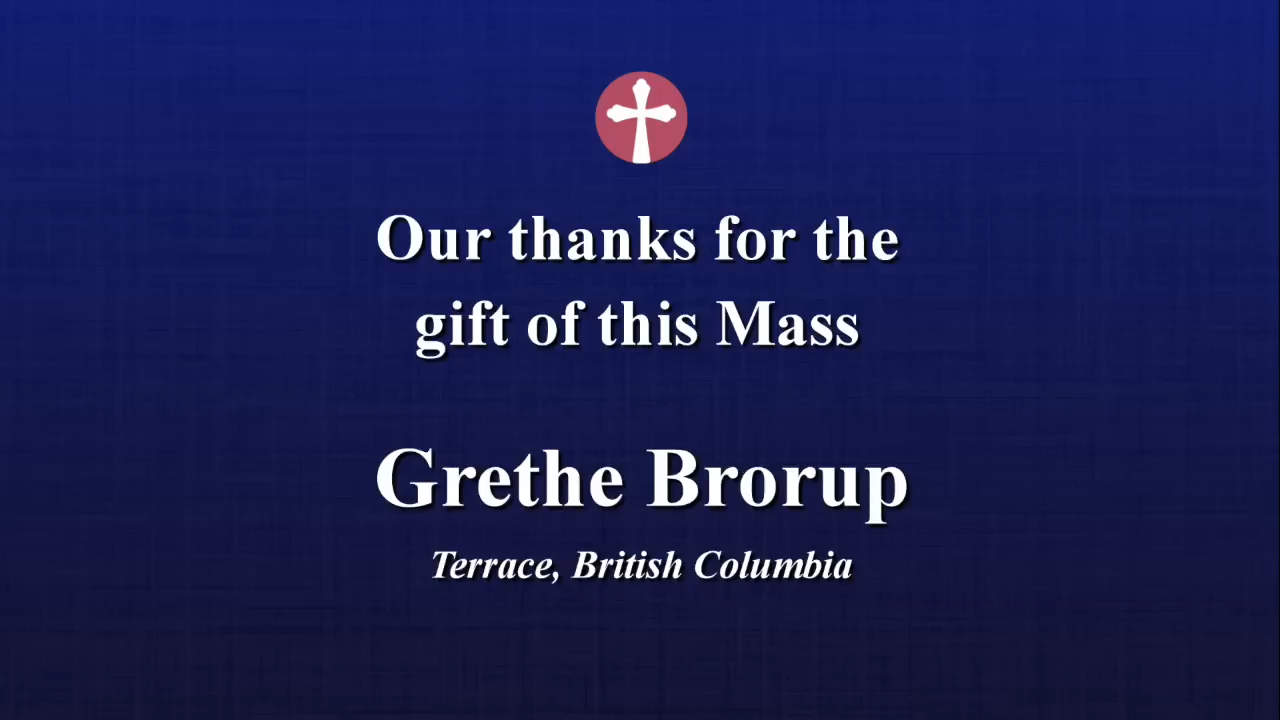 Our thanks for the
gift of this Mass
Grethe Brorup
Terrace, British Columbia